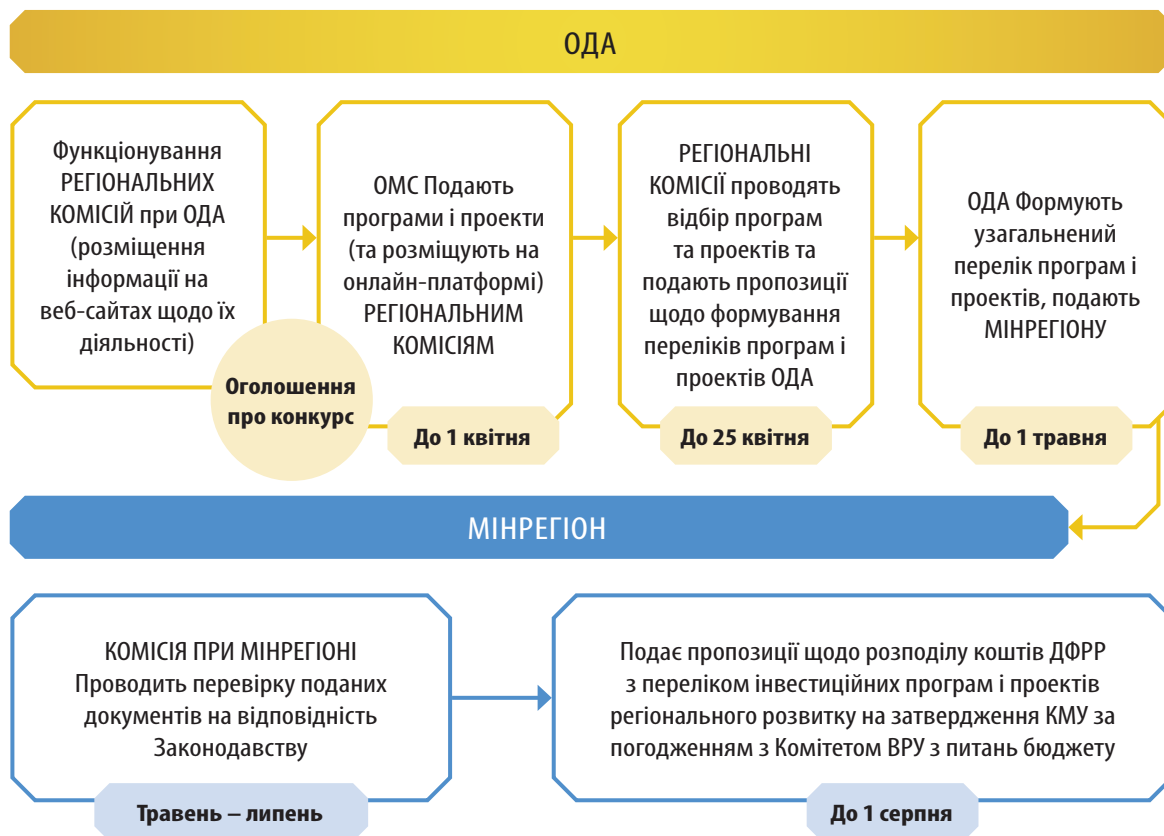 ОДА
Функціонування
РЕГІОНАЛЬНИХ
КОМІСІЙ при ОДА
(розміщення
інформації на
веб-сайтах щодо їх
діяльності)
Оголошення
про конкурс
ОМС Подають
програми і проекти
(та розміщують на
онлайн-платформі)
РЕГІОНАЛЬНИМ
КОМІСІЯМ
До 1 квітня
РЕГІОНАЛЬНІ
КОМІСІЇ проводять
відбір програм
та проектів та
подають пропозиції
щодо формування
переліків програм і
проектів ОДА
До 25 квітня
ОДА Формують
узагальнений
перелік програм і
проектів, подають
МІНРЕГІОНУ
До 1 травня
МІНРЕГІОН
КОМІСІЯ ПРИ МІНРЕГІОНІ
Проводить перевірку поданих
документів на відповідність
Законодавству
Травень – липень
Подає пропозиції щодо розподілу коштів ДФРР
з переліком інвестиційних програм і проектів
регіонального розвитку на затвердження КМУ за
погодженням з Комітетом ВРУ з питань бюджету
До 1 серпня